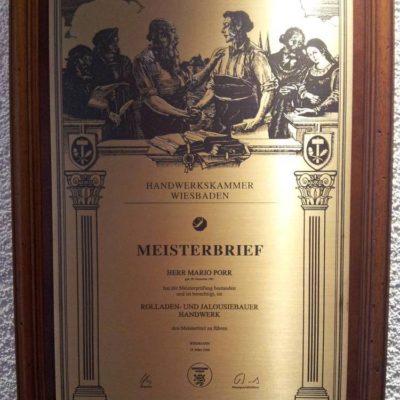 HANDWERKSKAMMER
WIESBADEN
MEISTERBRIEF
HERR MARIO PORR
hat die Meisterprüfung bestanden
und ist berechtigt, im
ROLLADEN- UND JALOUSIEBAUER
HANDWERK
den Meistertitel zu führen.
WIESBADEN